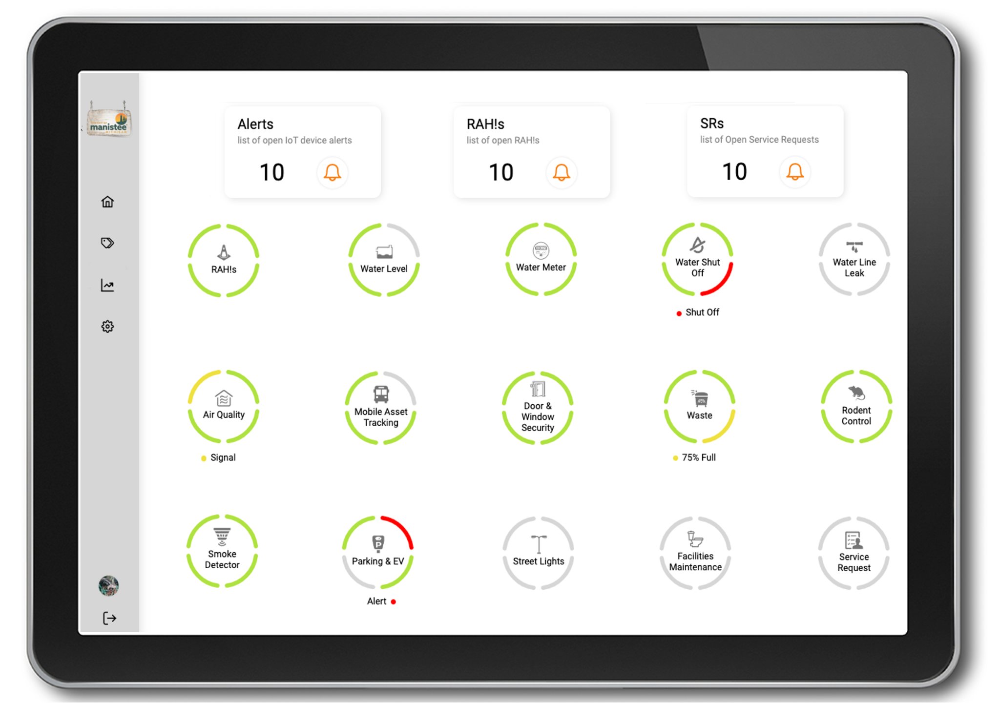 manistee
Alerts
list of open IoT device alerts
10
RAH!s
list of open RAH!s
10
SRs
list of Open Service Requests
10
RAH!s
Water Level
Water Meter
Water Shut
Off
Shut Off
Water Line
Leak
Air Quality
Signal
Mobile Asset
Tracking
Door &
Window
Security
Waste
75% Full
Rodent
Control
Smoke
Detector
P
Parking & EV
Alert
Street Lights
Facilities
Maintenance
Service
Request